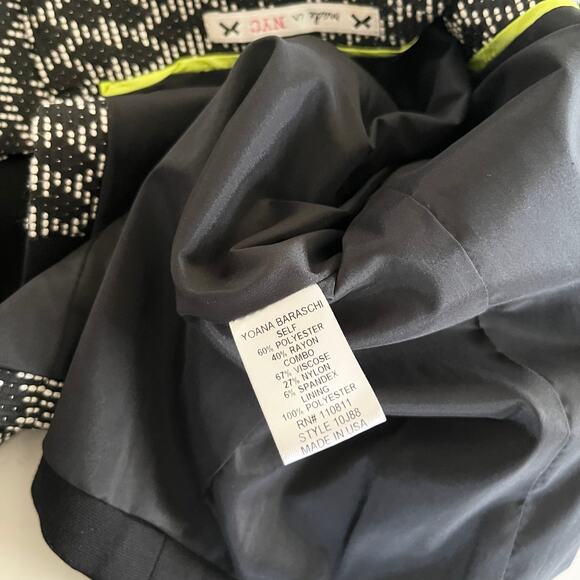 made in NYC
YOANA BARASCHI
SELF
60% POLYESTER
40% RAYON
COMBO
67% VISCOSE
27% NYLON
6% SPANDEX
LINING
100% POLYESTER
RN# 110811
STYLE 10J88
MADE IN USA